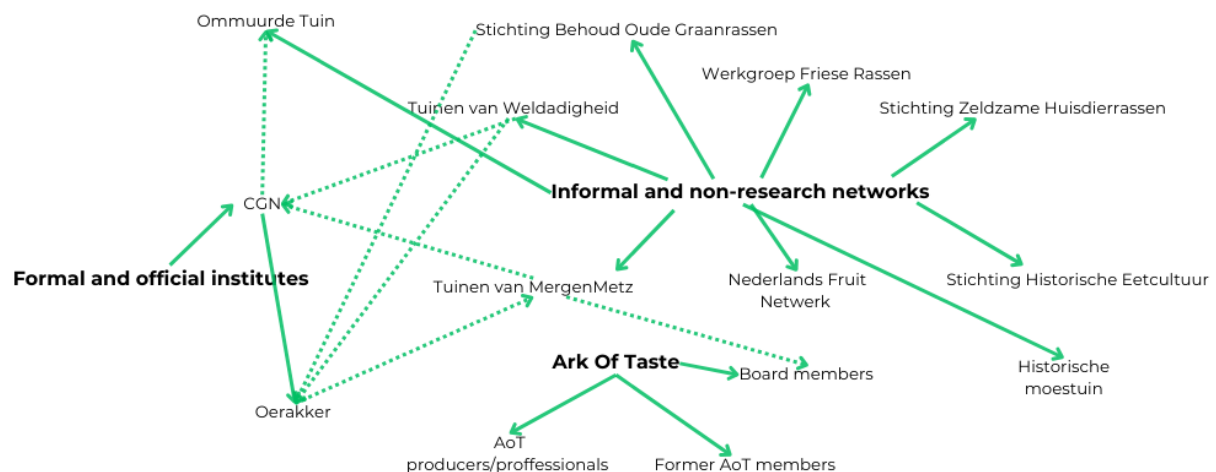 Ommuurde Tuin
Stichting Behoud Oude Graanrassen
Werkgroep Friese Rassen
Tuinen van Weldadigheid
Stichting Zeldzame Huisdierrassen
Informal and non-research networks
CGN
Formal and official institutes
Tuinen van MergenMetz
Nederlands Fruit
Netwerk
Stichting Historische Eetcultuur
Ark Of Taste
Board members
Historische
moestuin
Oerakker
AoT
producers/proffessionals
Former AoT members